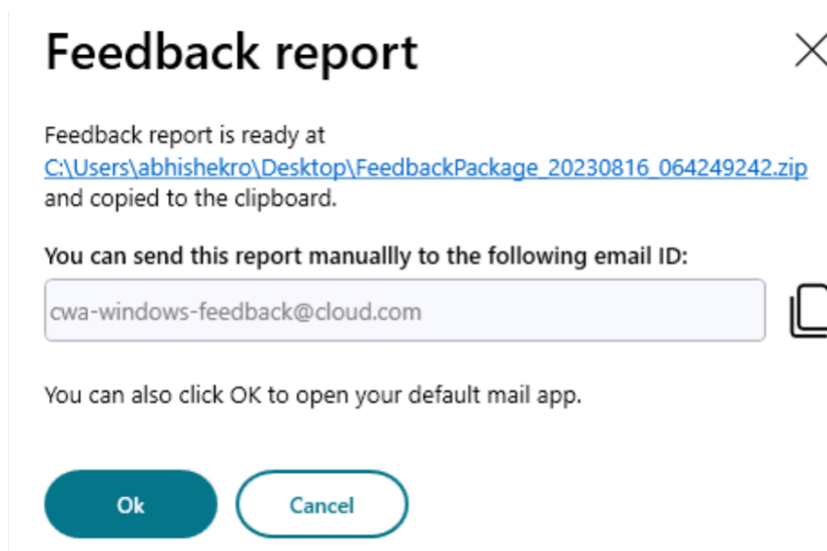 Feedback report
Feedback report is ready at
C:\Users\abhishekro\Desktop\FeedbackPackage_20230816_064249242.zip
and copied to the clipboard.
You can send this report manuallly to the following email ID:
cwa-windows-feedback@cloud.com
You can also click OK to open your default mail app.
Ok
Cancel